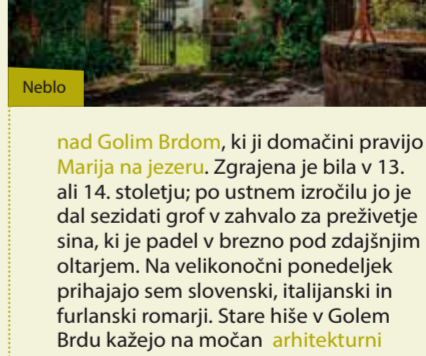 Neblo
nad Golim Brdom, ki ji domačini pravijo
Marija na jezeru. Zgrajena je bila v 13.
ali 14. stoletju; po ustnem izročilu jo je
dal sezidati grof v zahvalo za preživetje
sina, ki je padel v brezno pod zdajšnjim
oltarjem. Na velikonočni ponedeljek
prihajajo sem slovenski, italijanski in
furlanski romarji. Stare hiše v Golem
Brdu kažejo na močan arhitekturni